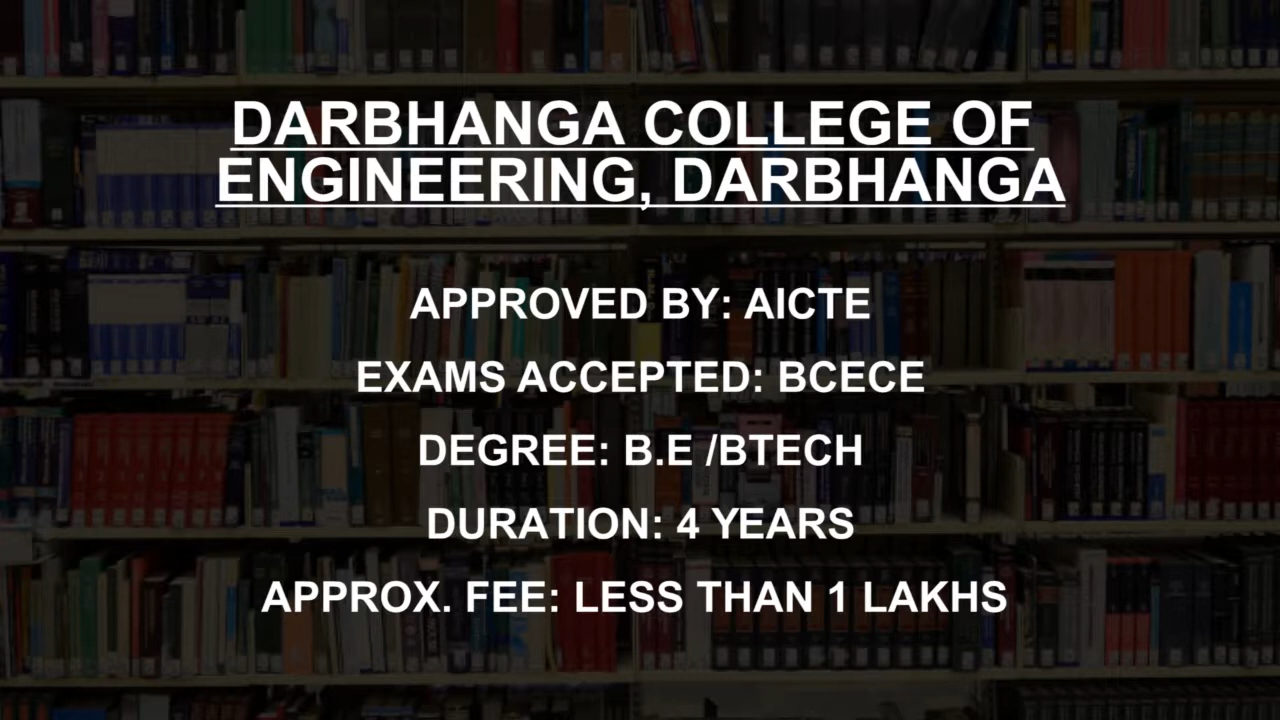 DARBHANGA COLLEGE OF
ENGINEERING, DARBHANGA
APPROVED BY: AICTE
EXAMS ACCEPTED: BCECE
DEGREE: B.E /BTECH
DURATION: 4 YEARS
APPROX. FEE: LESS THAN 1 LAKHS